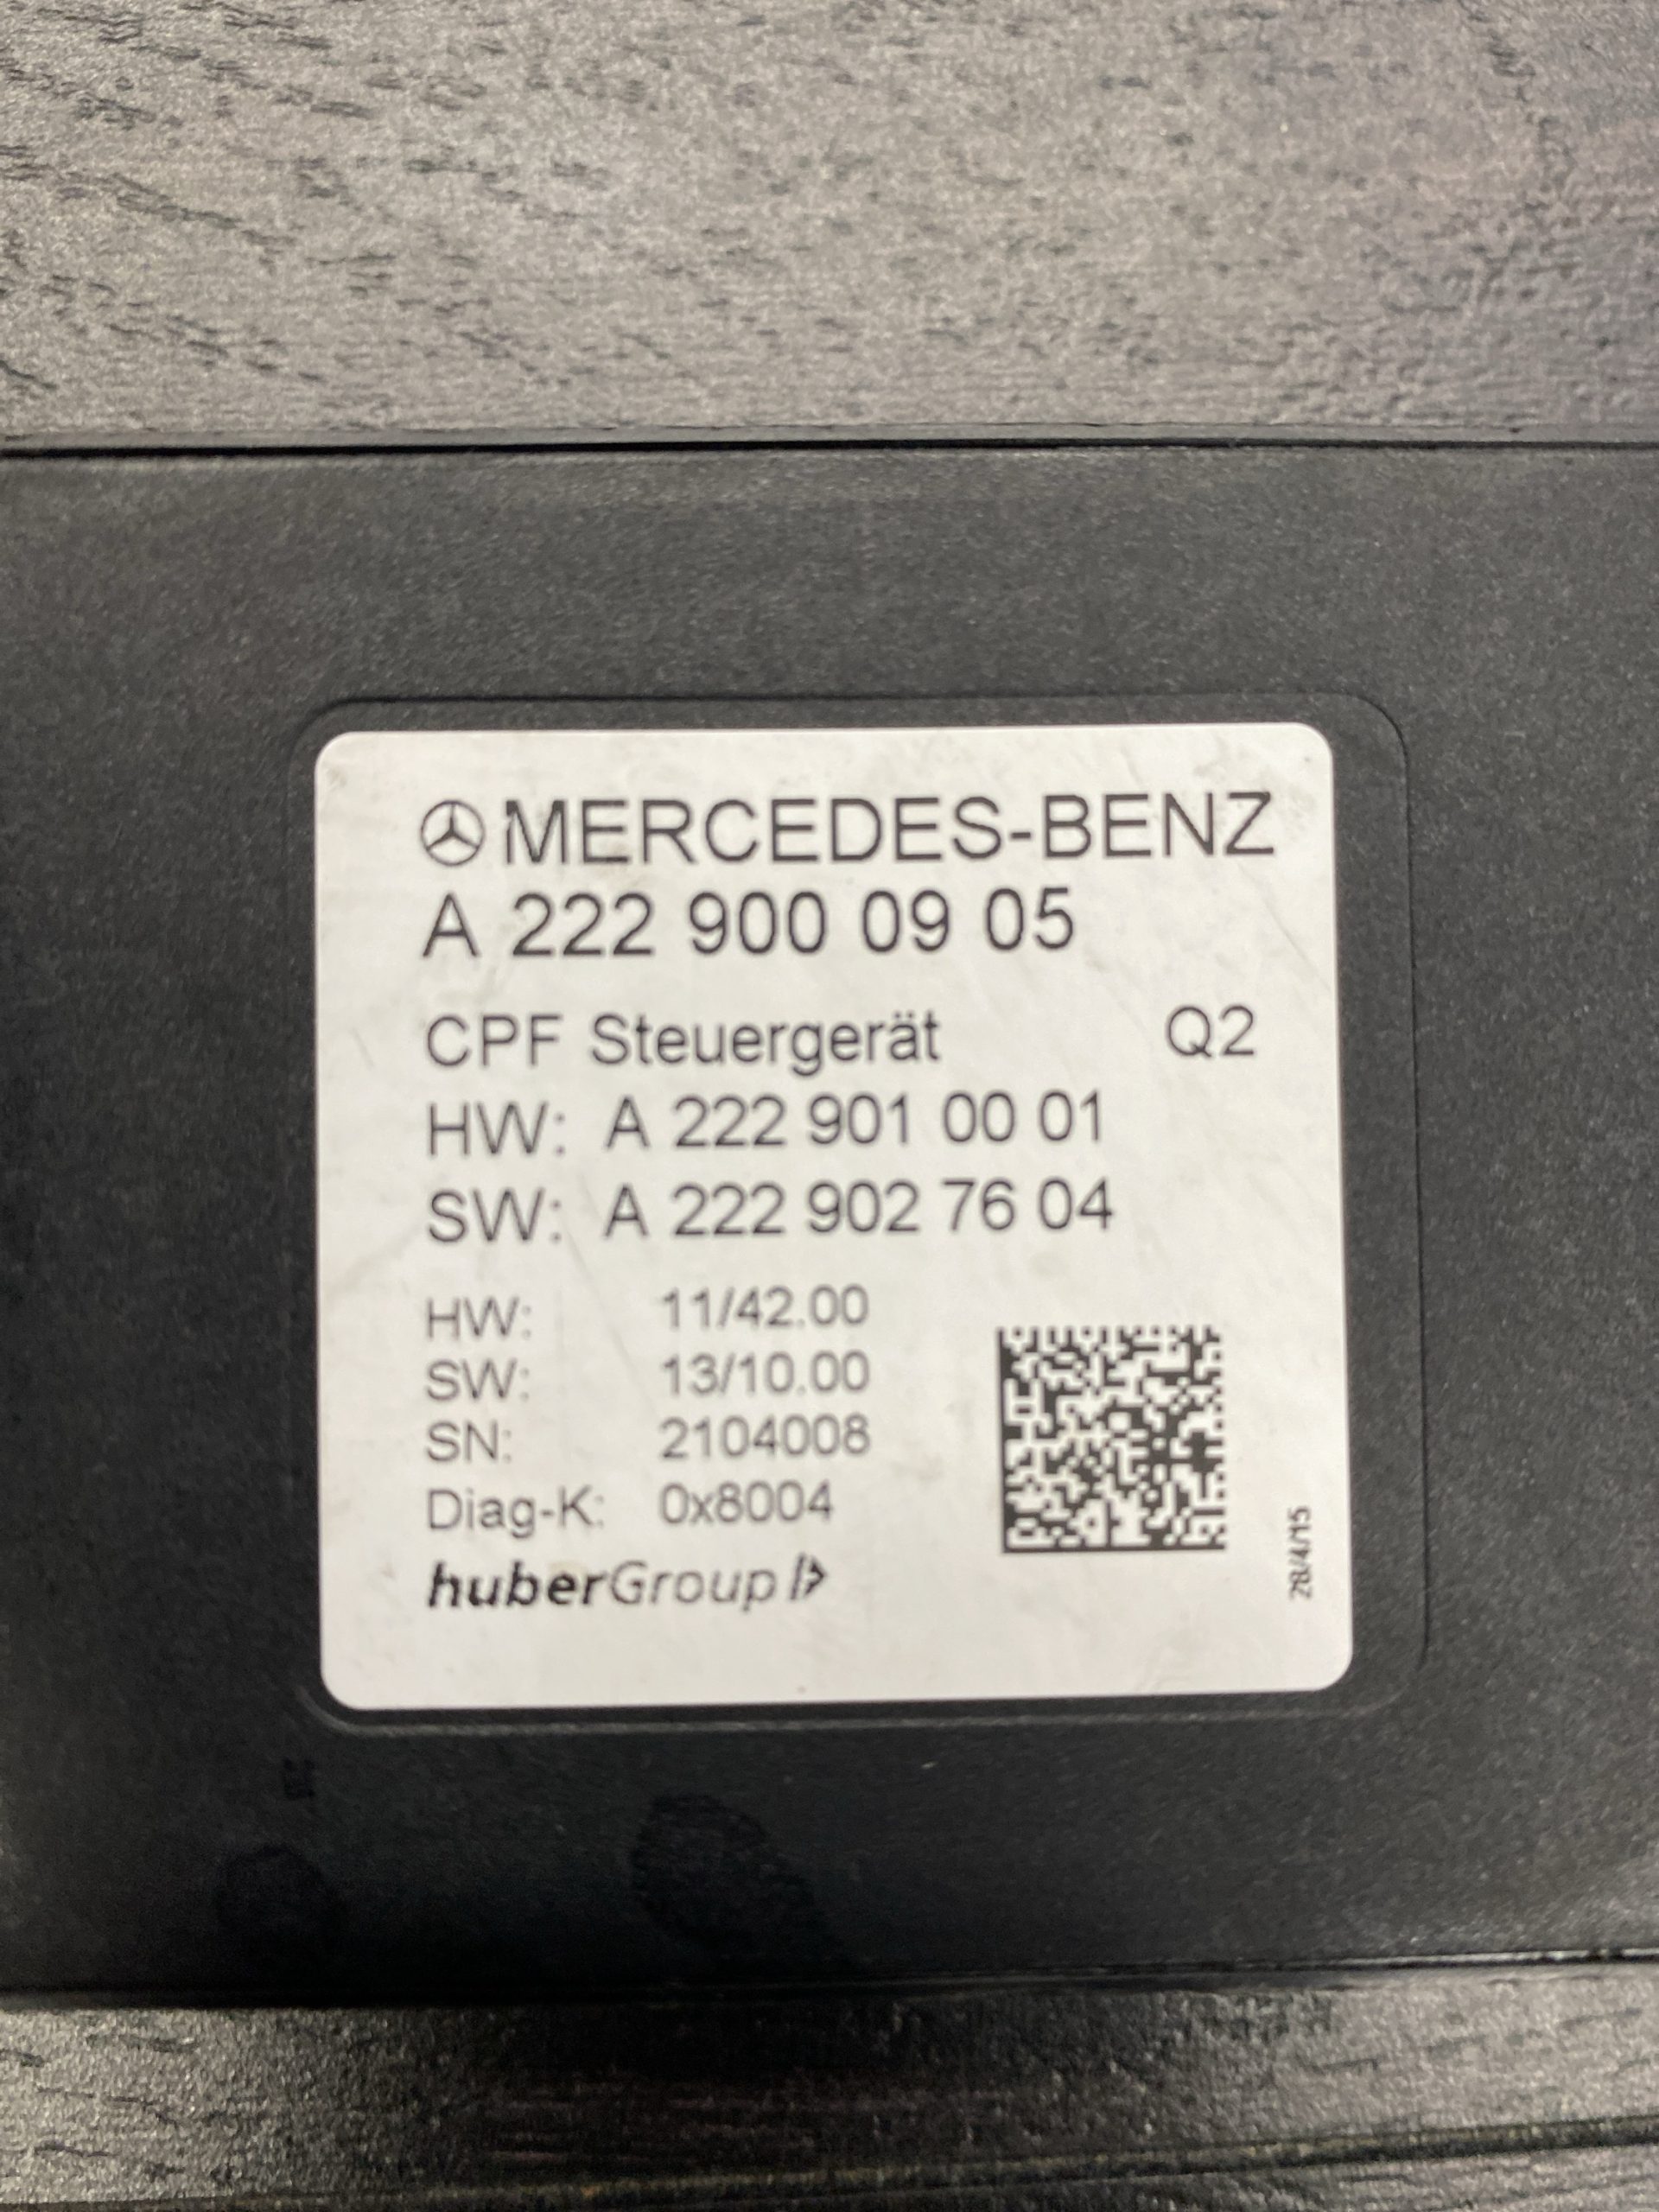 MERCEDES-BENZ
A 222 900 09 05
CPF Steuergerät Q2
HW: A 222 901 00 01
SW: A 222 902 76 04
HW: 11/42.00
SW: 13/10.00
SN: 2104008
Diag-K: 0x8004
huberGroup
28/4/15